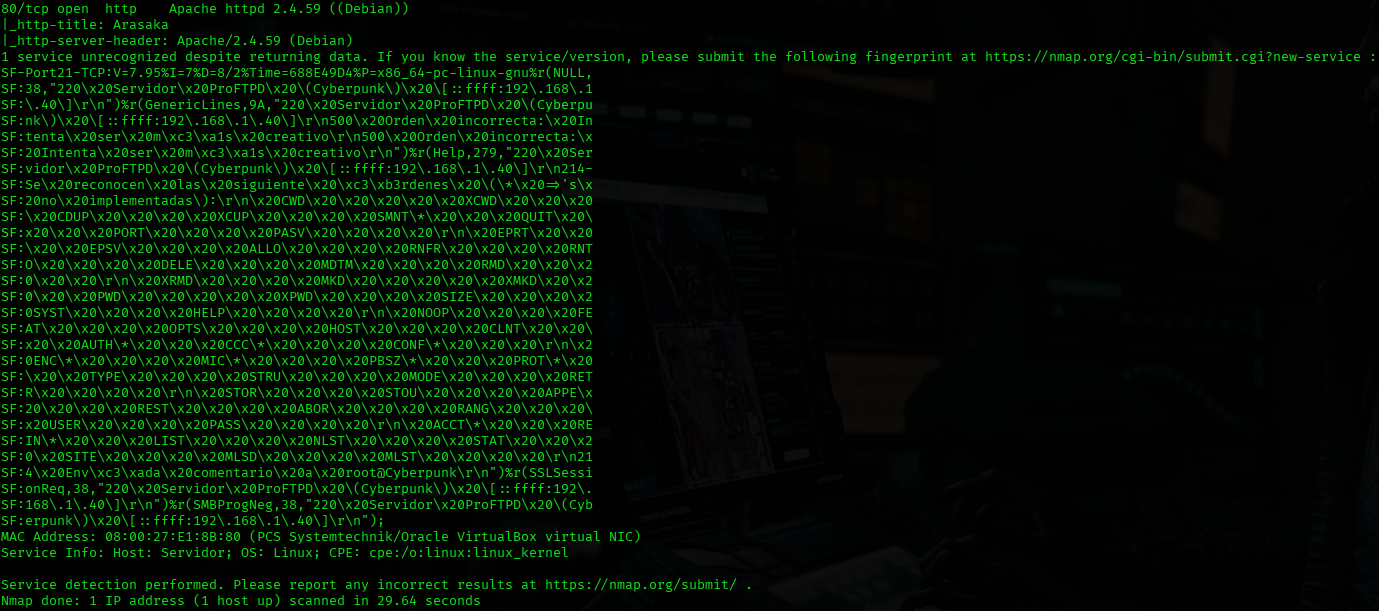 80/tcp open  http    Apache httpd 2.4.59 ((Debian))
|_http-title: Arasaka
|_http-server-header: Apache/2.4.59 (Debian)
1 service unrecognized despite returning data. If you know the service/version, please submit the following fingerprint at https://nmap.org/cgi-bin/submit.cgi?new-service :
SF-Port21-TCP:V=7.95%I=7%D=8/2%Time=688E49D4%P=x86_64-pc-linux-gnu%r(NULL,
SF:38,"220\x20Servidor\x20ProFTPD\x20\(Cyberpunk\)\x20\[::ffff:192\.168\.1
SF:\.40\]\r\n")%r(GenericLines,9A,"220\x20Servidor\x20ProFTPD\x20\(Cyberpu
SF:nk\)\x20\[::ffff:192\.168\.1\.40\]\r\n500\x20Orden\x20incorrecta:\x20In
SF:tenta\x20ser\x20m\xc3\xa1s\x20creativo\r\n500\x20Orden\x20incorrecta:\x
SF:20Intenta\x20ser\x20m\xc3\xa1s\x20creativo\r\n")%r(Help,279,"220\x20Ser
SF:vidor\x20ProFTPD\x20\(Cyberpunk\)\x20\[::ffff:192\.168\.1\.40\]\r\n214-
SF:Se\x20reconocen\x20las\x20siguiente\x20\xc3\xb3rdenes\x20\(\*\x20=>'s\x
SF:20no\x20implementadas\):\r\n\x20CWD\x20\x20\x20\x20\x20XCWD\x20\x20\x20
SF:\x20CDUP\x20\x20\x20\x20XCUP\x20\x20\x20\x20SMNT\*\x20\x20\x20QUIT\x20\
SF:x20\x20\x20PORT\x20\x20\x20\x20PASV\x20\x20\x20\x20\r\n\x20EPRT\x20\x20
SF:\x20\x20EPSV\x20\x20\x20\x20ALLO\x20\x20\x20\x20RNFR\x20\x20\x20\x20RNT
SF:O\x20\x20\x20\x20DELE\x20\x20\x20\x20MDTM\x20\x20\x20\x20RMD\x20\x20\x2
SF:0\x20\x20\r\n\x20XRMD\x20\x20\x20\x20MKD\x20\x20\x20\x20\x20XMKD\x20\x2
SF:0\x20\x20PWD\x20\x20\x20\x20\x20XPWD\x20\x20\x20\x20SIZE\x20\x20\x20\x2
SF:0SYST\x20\x20\x20\x20HELP\x20\x20\x20\x20\r\n\x20NOOP\x20\x20\x20\x20FE
SF:AT\x20\x20\x20\x20OPTS\x20\x20\x20\x20HOST\x20\x20\x20\x20CLNT\x20\x20\
SF:x20\x20AUTH\*\x20\x20\x20CCC\*\x20\x20\x20\x20CONF\*\x20\x20\x20\r\n\x2
SF:0ENC\*\x20\x20\x20\x20MIC\*\x20\x20\x20\x20PBSZ\*\x20\x20\x20PROT\*\x20
SF:\x20\x20TYPE\x20\x20\x20\x20STRU\x20\x20\x20\x20MODE\x20\x20\x20\x20RET
SF:R\x20\x20\x20\x20\r\n\x20STOR\x20\x20\x20\x20STOU\x20\x20\x20\x20APPE\x
SF:20\x20\x20\x20REST\x20\x20\x20\x20ABOR\x20\x20\x20\x20RANG\x20\x20\x20\
SF:x20USER\x20\x20\x20\x20PASS\x20\x20\x20\x20\r\n\x20ACCT\*\x20\x20\x20RE
SF:IN\*\x20\x20\x20LIST\x20\x20\x20\x20NLST\x20\x20\x20\x20STAT\x20\x20\x2
SF:0\x20SITE\x20\x20\x20\x20MLSD\x20\x20\x20\x20MLST\x20\x20\x20\x20\r\n21
SF:4\x20Env\xc3\xada\x20comentario\x20a\x20root@Cyberpunk\r\n")%r(SSLSessi
SF:onReq,38,"220\x20Servidor\x20ProFTPD\x20\(Cyberpunk\)\x20\[::ffff:192\.
SF:168\.1\.40\]\r\n")%r(SMBProgNeg,38,"220\x20Servidor\x20ProFTPD\x20\(Cyb
SF:erpunk\)\x20\[::ffff:192\.168\.1\.40\]\r\n");
MAC Address: 08:00:27:E1:8B:80 (PCS Systemtechnik/Oracle VirtualBox virtual NIC)
Service Info: Host: Servidor; OS: Linux; CPE: cpe:/o:linux:linux_kernel
Service detection performed. Please report any incorrect results at https://nmap.org/submit/ .
Nmap done: 1 IP address (1 host up) scanned in 29.64 seconds